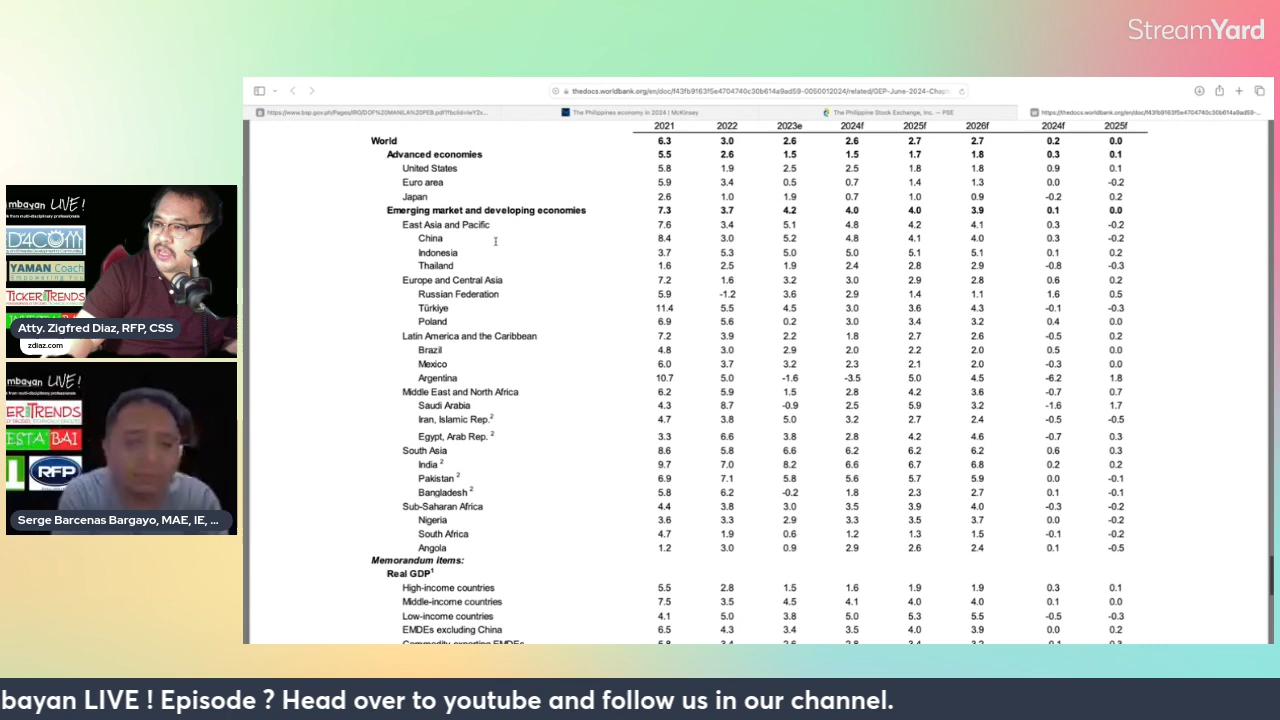 StreamYard
thedocs.worldbank.org/en/doc/f43fb9163f5e4704740c30b614a9ad59-0050012024/related/GEP-June-2024-Chap
The Philippines economy in 2024 | McKinsey
The Philippine Stock Exchange, Inc. — PSE
2021 2022 2023e 2024f 2025f 2026f 2024f 2025f
World 6.3 3.0 2.6 2.6 2.7 2.7 0.2 0.0
Advanced economies 5.5 2.6 1.5 1.5 1.7 1.8 0.3 0.1
United States 5.8 1.9 2.5 2.5 1.8 1.8 0.9 0.1
Euro area 5.9 3.4 0.5 0.7 1.4 1.3 0.0 -0.2
Japan 2.6 1.0 1.9 0.7 1.0 0.9 -0.2 0.2
Emerging market and developing economies 7.3 3.7 4.2 4.0 4.0 3.9 0.1 0.0
East Asia and Pacific 7.6 3.4 5.1 4.8 4.2 4.1 0.3 -0.2
China 8.4 3.0 5.2 4.8 4.1 4.0 0.3 -0.2
Indonesia 3.7 5.3 5.0 5.0 5.1 5.1 0.1 0.2
Thailand 1.6 2.5 1.9 2.4 2.8 2.9 -0.8 -0.3
Europe and Central Asia 7.2 1.6 3.2 3.0 2.9 2.8 0.6 0.2
Russian Federation 5.9 -1.2 3.6 2.9 1.4 1.1 1.6 0.5
Türkiye 11.4 5.5 4.5 3.0 3.6 4.3 -0.1 -0.3
Poland 6.9 5.6 0.2 3.0 3.4 3.2 0.4 0.0
Latin America and the Caribbean 7.2 3.9 2.2 1.8 2.7 2.6 -0.5 0.2
Brazil 4.8 3.0 2.9 2.0 2.2 2.0 0.5 0.0
Mexico 6.0 3.7 3.2 2.3 2.1 2.0 -0.3 0.0
Argentina 10.7 5.0 -1.6 -3.5 5.0 4.5 -6.2 1.8
Middle East and North Africa 6.2 5.9 1.5 2.8 4.2 3.6 -0.7 0.7
Saudi Arabia 4.3 8.7 -0.9 2.5 5.9 3.2 -1.6 1.7
Iran, Islamic Rep.2 4.7 3.8 5.0 3.2 2.7 2.4 -0.5 -0.5
Egypt, Arab Rep. 2 3.3 6.6 3.8 2.8 4.2 4.6 -0.7 0.3
South Asia 8.6 5.8 6.6 6.2 6.2 6.2 0.6 0.3
India 2 9.7 7.0 8.2 6.6 6.7 6.8 0.2 0.2
Pakistan 2 6.9 7.1 5.8 5.6 5.7 5.9 0.0 -0.1
Bangladesh 2 5.8 6.2 -0.2 1.8 2.3 2.7 0.1 -0.1
Sub-Saharan Africa 4.4 3.8 3.0 3.5 3.9 4.0 -0.3 -0.2
Nigeria 3.6 3.3 2.9 3.3 3.5 3.7 0.0 -0.2
South Africa 4.7 1.9 0.6 1.2 1.3 1.5 -0.1 -0.2
Angola 1.2 3.0 0.9 2.9 2.6 2.4 0.1 -0.5
Memorandum items:
Real GDP1
High-income countries 5.5 2.8 1.5 1.6 1.9 1.9 0.3 0.1
Middle-income countries 7.5 3.5 4.5 4.1 4.0 4.0 0.1 0.0
Low-income countries 4.1 5.0 3.8 5.0 5.3 5.5 -0.5 -0.3
EMDEs excluding China 6.5 4.3 3.4 3.5 4.0 3.9 0.0 0.2
mbayan LIVE !
D4COM
YAMAN Coach
TICKER TRENDS
Atty. Zigfred Diaz, RFP, CSS
zdiaz.com
mbayan LIVE !
ER TRENDS
ESTA BAI
RFP
Serge Barcenas Bargayo, MAE, IE, ...
bayan LIVE ! Episode ? Head over to youtube and follow us in our channel.